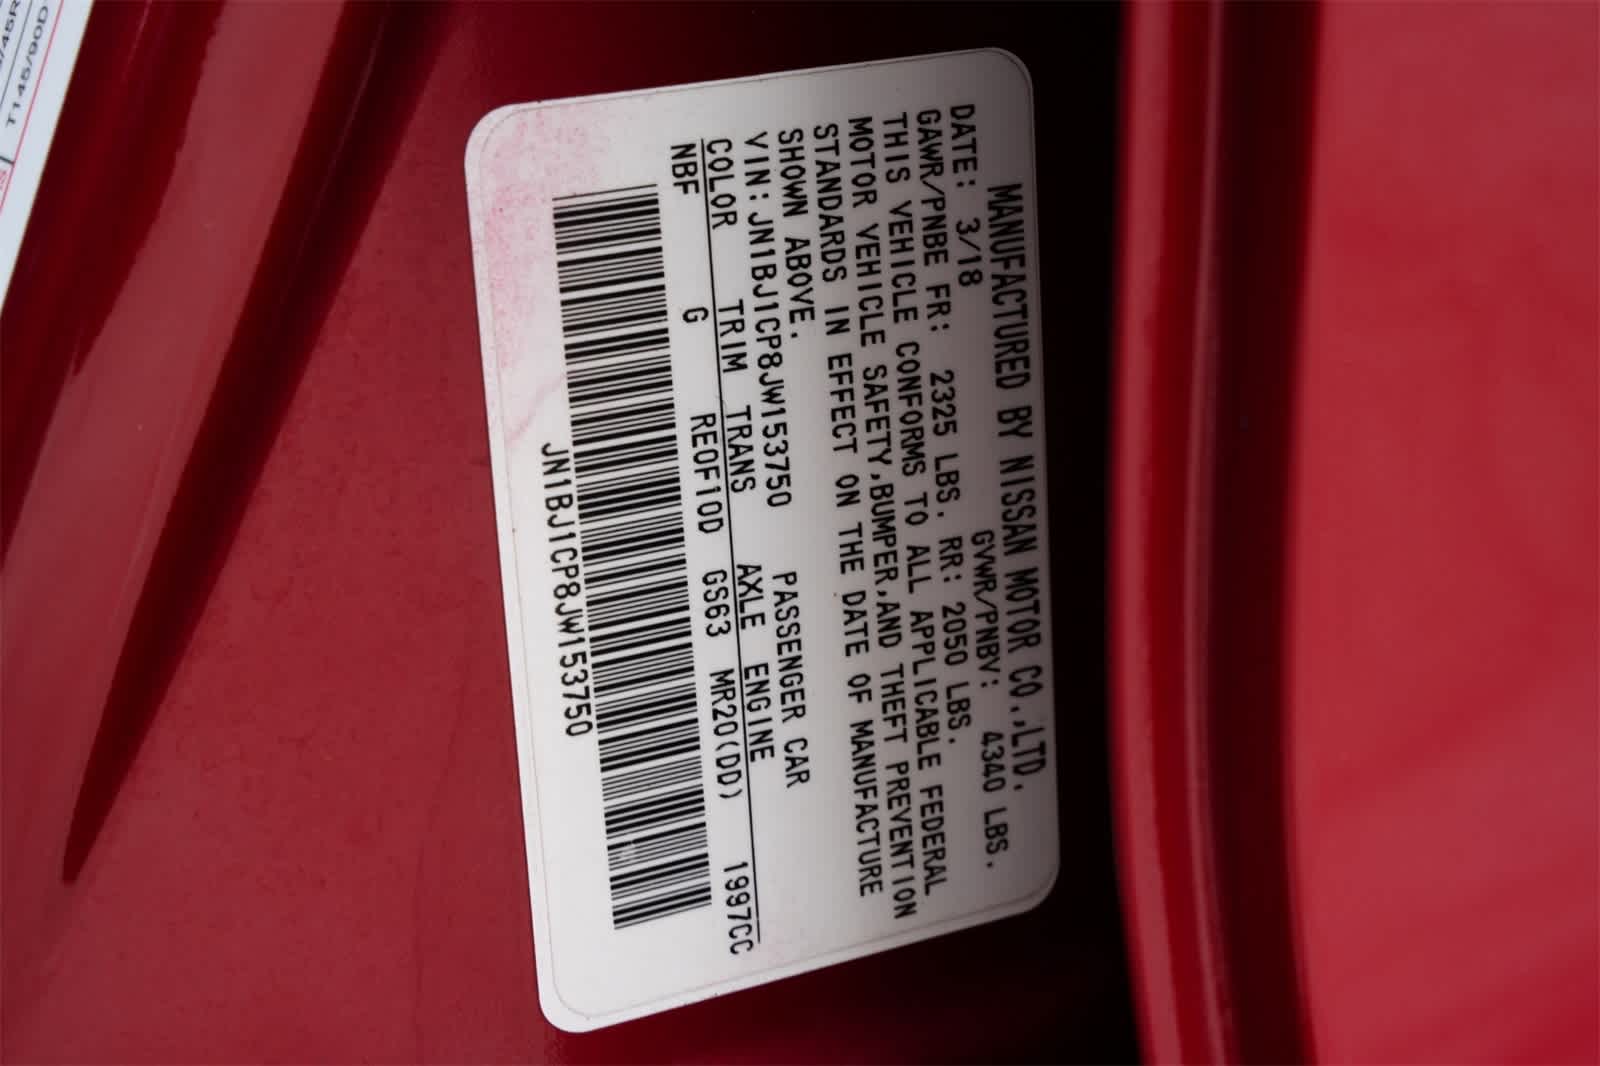 MANUFACTURED BY NISSAN MOTOR CO.,LTD.
DATE: 3/18 GVWR/PNBV: 4340 LBS.
GAWR/PNBE FR: 2325 LBS. RR: 2050 LBS.
THIS VEHICLE CONFORMS TO ALL APPLICABLE FEDERAL
MOTOR VEHICLE SAFETY,BUMPER,AND THEFT PREVENTION
STANDARDS IN EFFECT ON THE DATE OF MANUFACTURE
SHOWN ABOVE.
VIN:JN1BJ1CP8JW153750 PASSENGER CAR
COLOR TRIM TRANS AXLE ENGINE
NBF G RE0F10D GS63 MR20(DD) 1997CC
JN1BJ1CP8JW153750
T145/90D